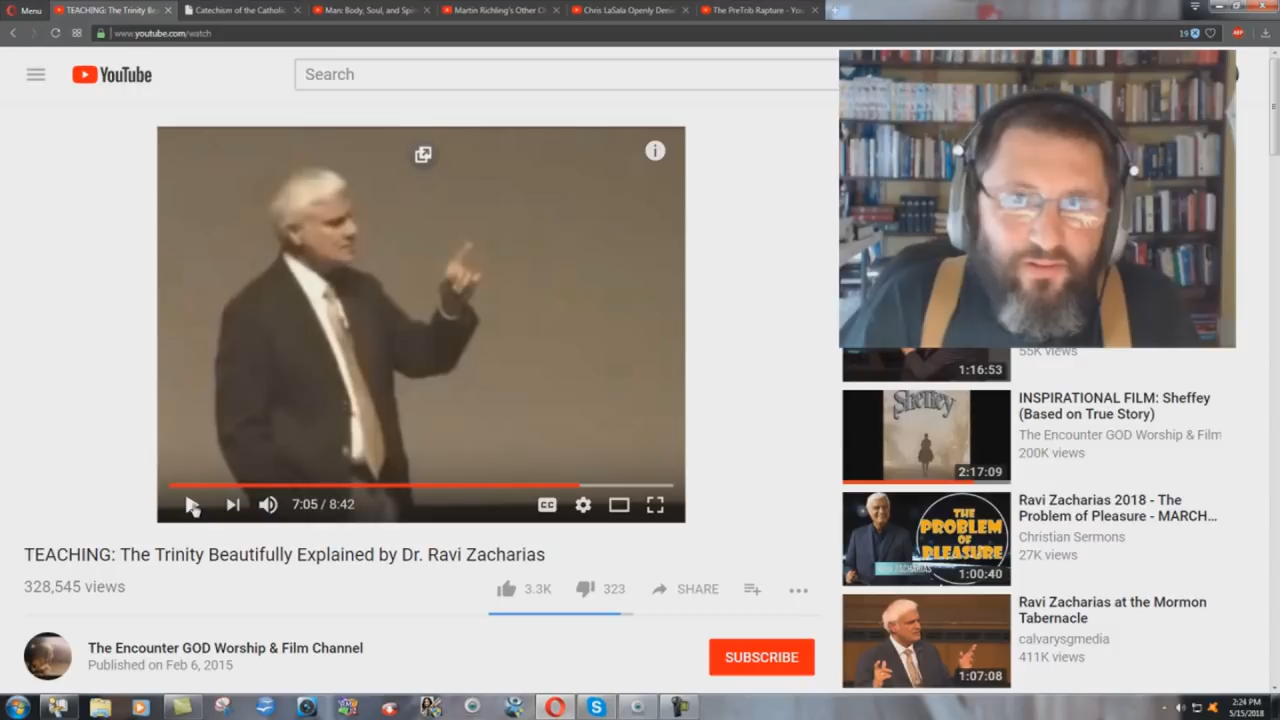 Menu
TEACHING: The Trinity Be
Catechism of the Catholic
Man: Body, Soul, and Spir
Martin Richling's Other Ch
Chris LaSala Openly Deni
The PreTrib Rapture - You
www.youtube.com/watch
19
ABP
YouTube
Search
i
CC
7:05 / 8:42
TEACHING: The Trinity Beautifully Explained by Dr. Ravi Zacharias
328,545 views
3.3K
323
SHARE
The Encounter GOD Worship & Film Channel
Published on Feb 6, 2015
SUBSCRIBE
55K views
1:16:53
Sheffey
2:17:09
INSPIRATIONAL FILM: Sheffey
(Based on True Story)
The Encounter GOD Worship & Film
200K views
THE
PROBLEM
OF
PLEASURE
1:00:40
Ravi Zacharias 2018 - The
Problem of Pleasure - MARCH...
Christian Sermons
27K views
1:07:08
Ravi Zacharias at the Mormon
Tabernacle
calvarysgmedia
411K views
2:24 PM
5/15/2018